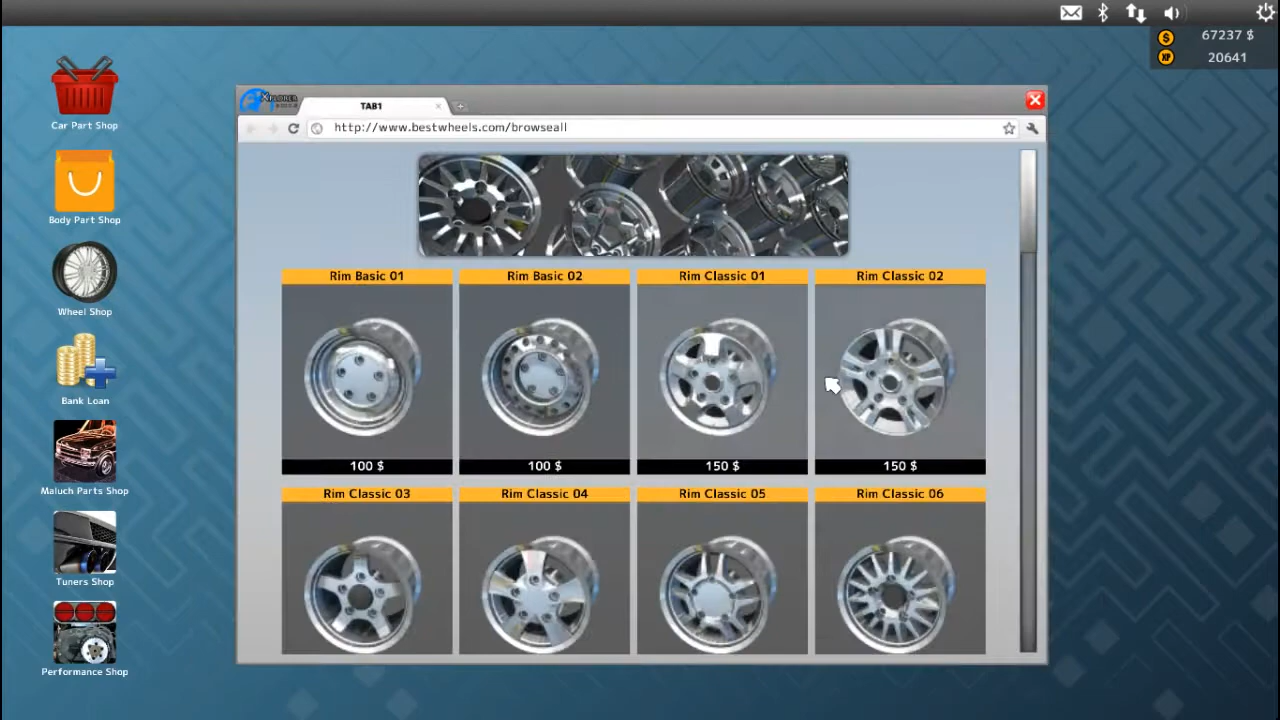 67237 $
20641
Car Part Shop
Body Part Shop
Wheel Shop
Bank Loan
Maluch Parts Shop
Tuners Shop
Performance Shop
TAB1
http://www.bestwheels.com/browseall
Rim Basic 01
Rim Basic 02
Rim Classic 01
Rim Classic 02
100 $
100 $
150 $
150 $
Rim Classic 03
Rim Classic 04
Rim Classic 05
Rim Classic 06